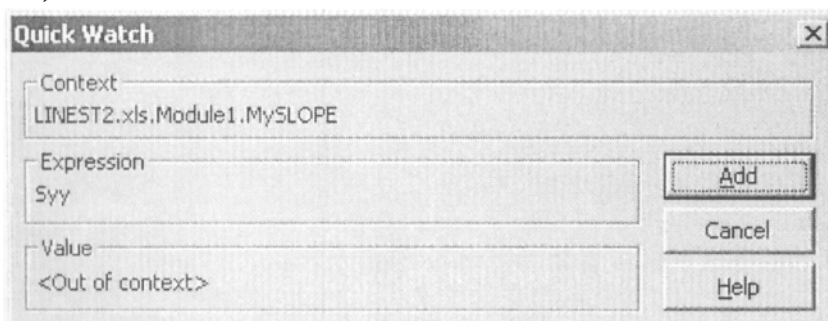 Quick Watch
Context
LINEST2.xls.Module1.MySLOPE
Expression
Syy
Add
Cancel
Value
<Out of context>
Help